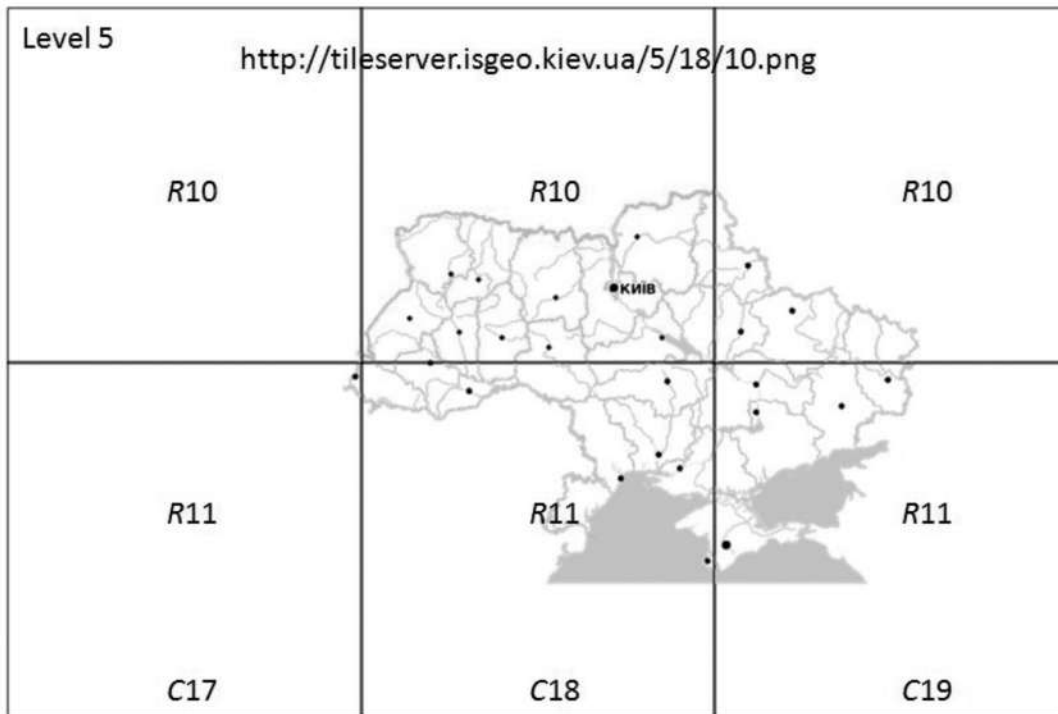 Level 5
http://tileserver.isgeo.kiev.ua/5/18/10.png
R10 R10 R10
КИЇВ
R11 R11 R11
C17 C18 C19